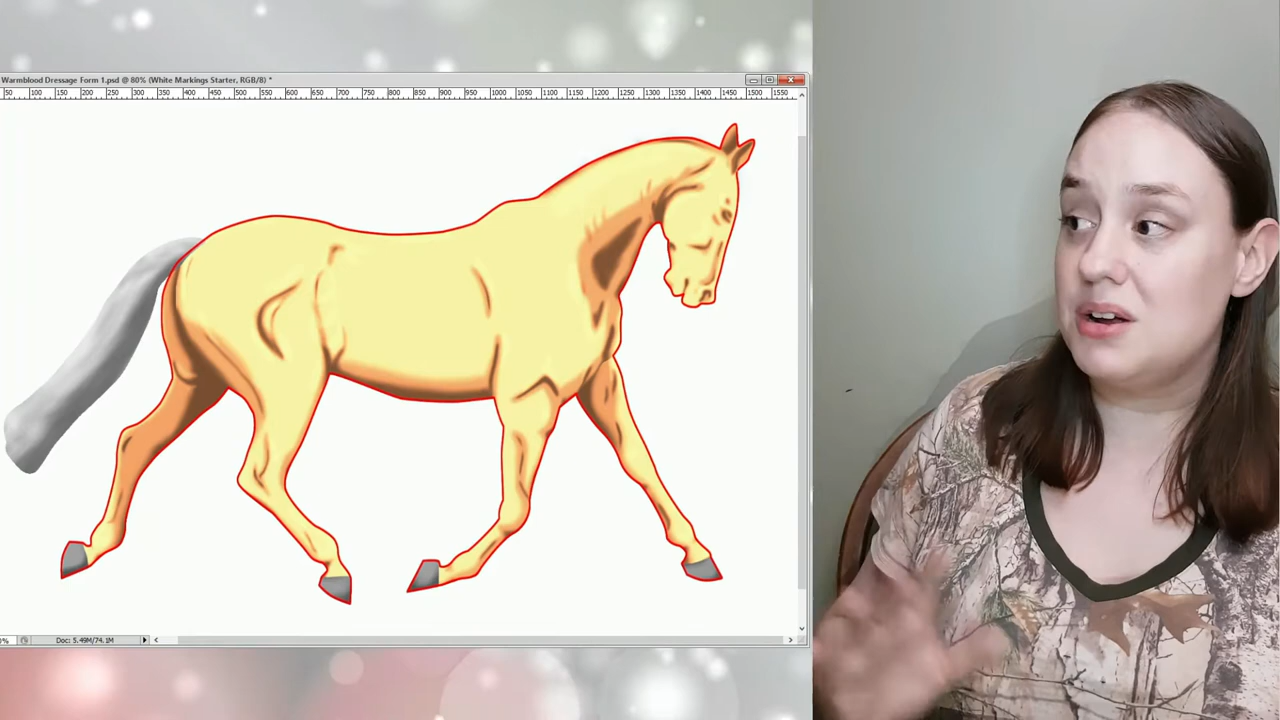 Warmblood Dressage Form 1.psd @ 80% (White Markings Starter, RGB/8) *
50 100 150 200 250 300 350 400 450 500 550 600 650 700 750 800 850 900 950 1000 1050 1100 1150 1200 1250 1300 1350 1400 1450 1500 1550
0% Doc: 5.49M/74.1M